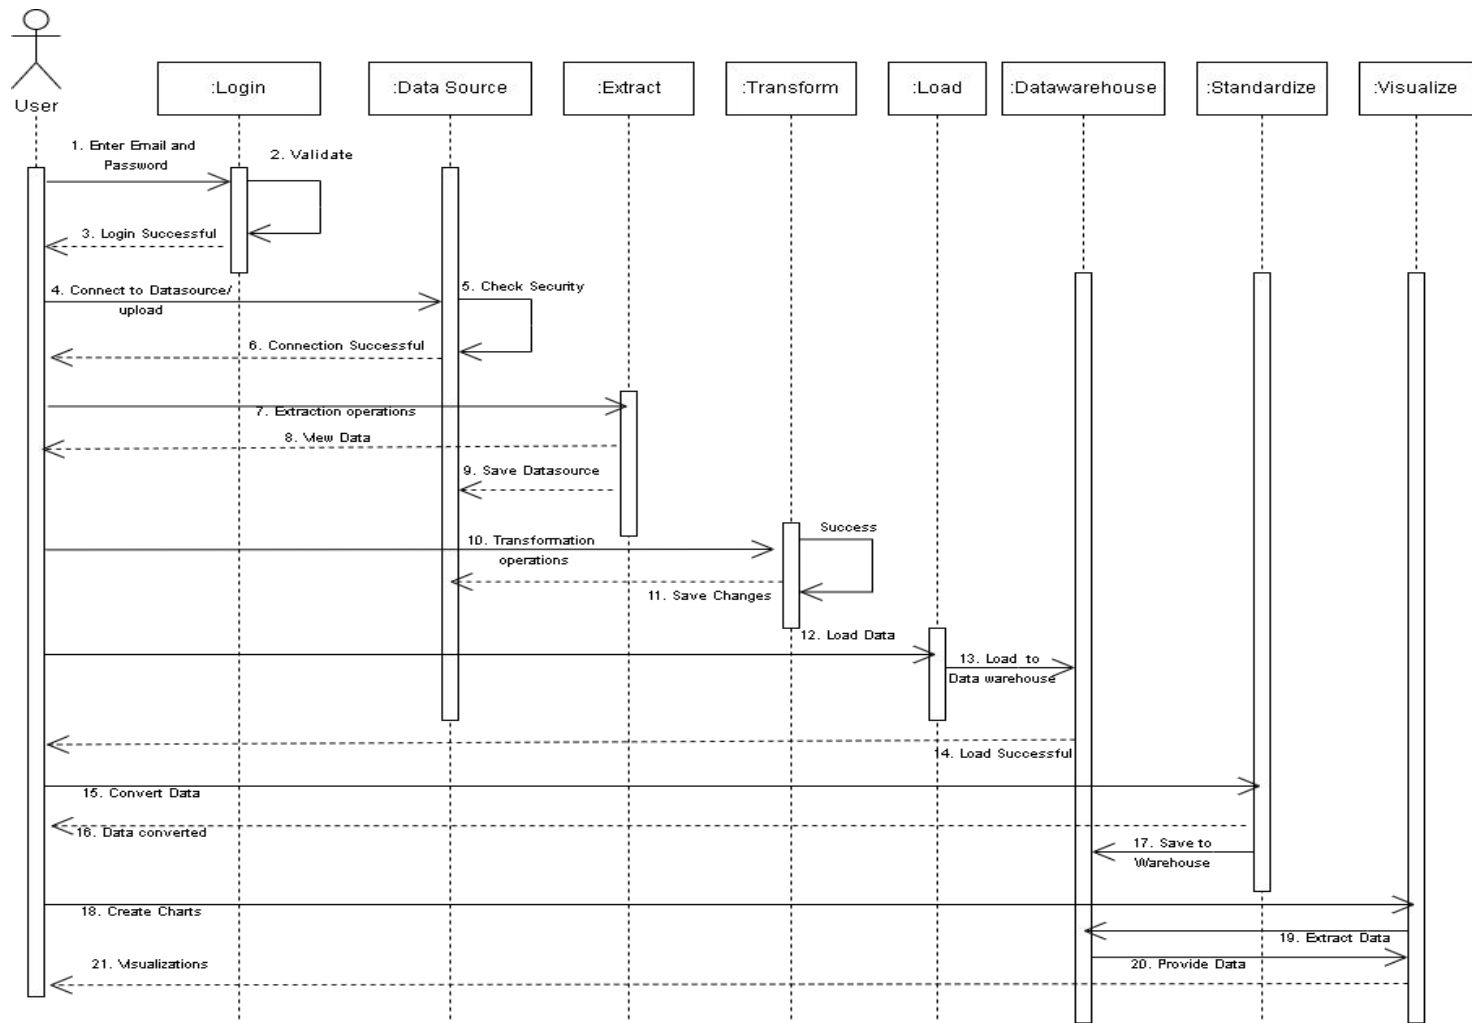 User
:Login
:Data Source
:Extract
:Transform
:Load
:Datawarehouse
:Standardize
:Visualize
1. Enter Email and
Password
2. Validate
3. Login Successful
4. Connect to Datasource/
upload
5. Check Security
6. Connection Successful
7. Extraction operations
8. View Data
9. Save Datasource
10. Transformation
operations
Success
11. Save Changes
12. Load Data
13. Load to
Data warehouse
14. Load Successful
15. Convert Data
16. Data converted
17. Save to
Warehouse
18. Create Charts
19. Extract Data
20. Provide Data
21. Visualizations